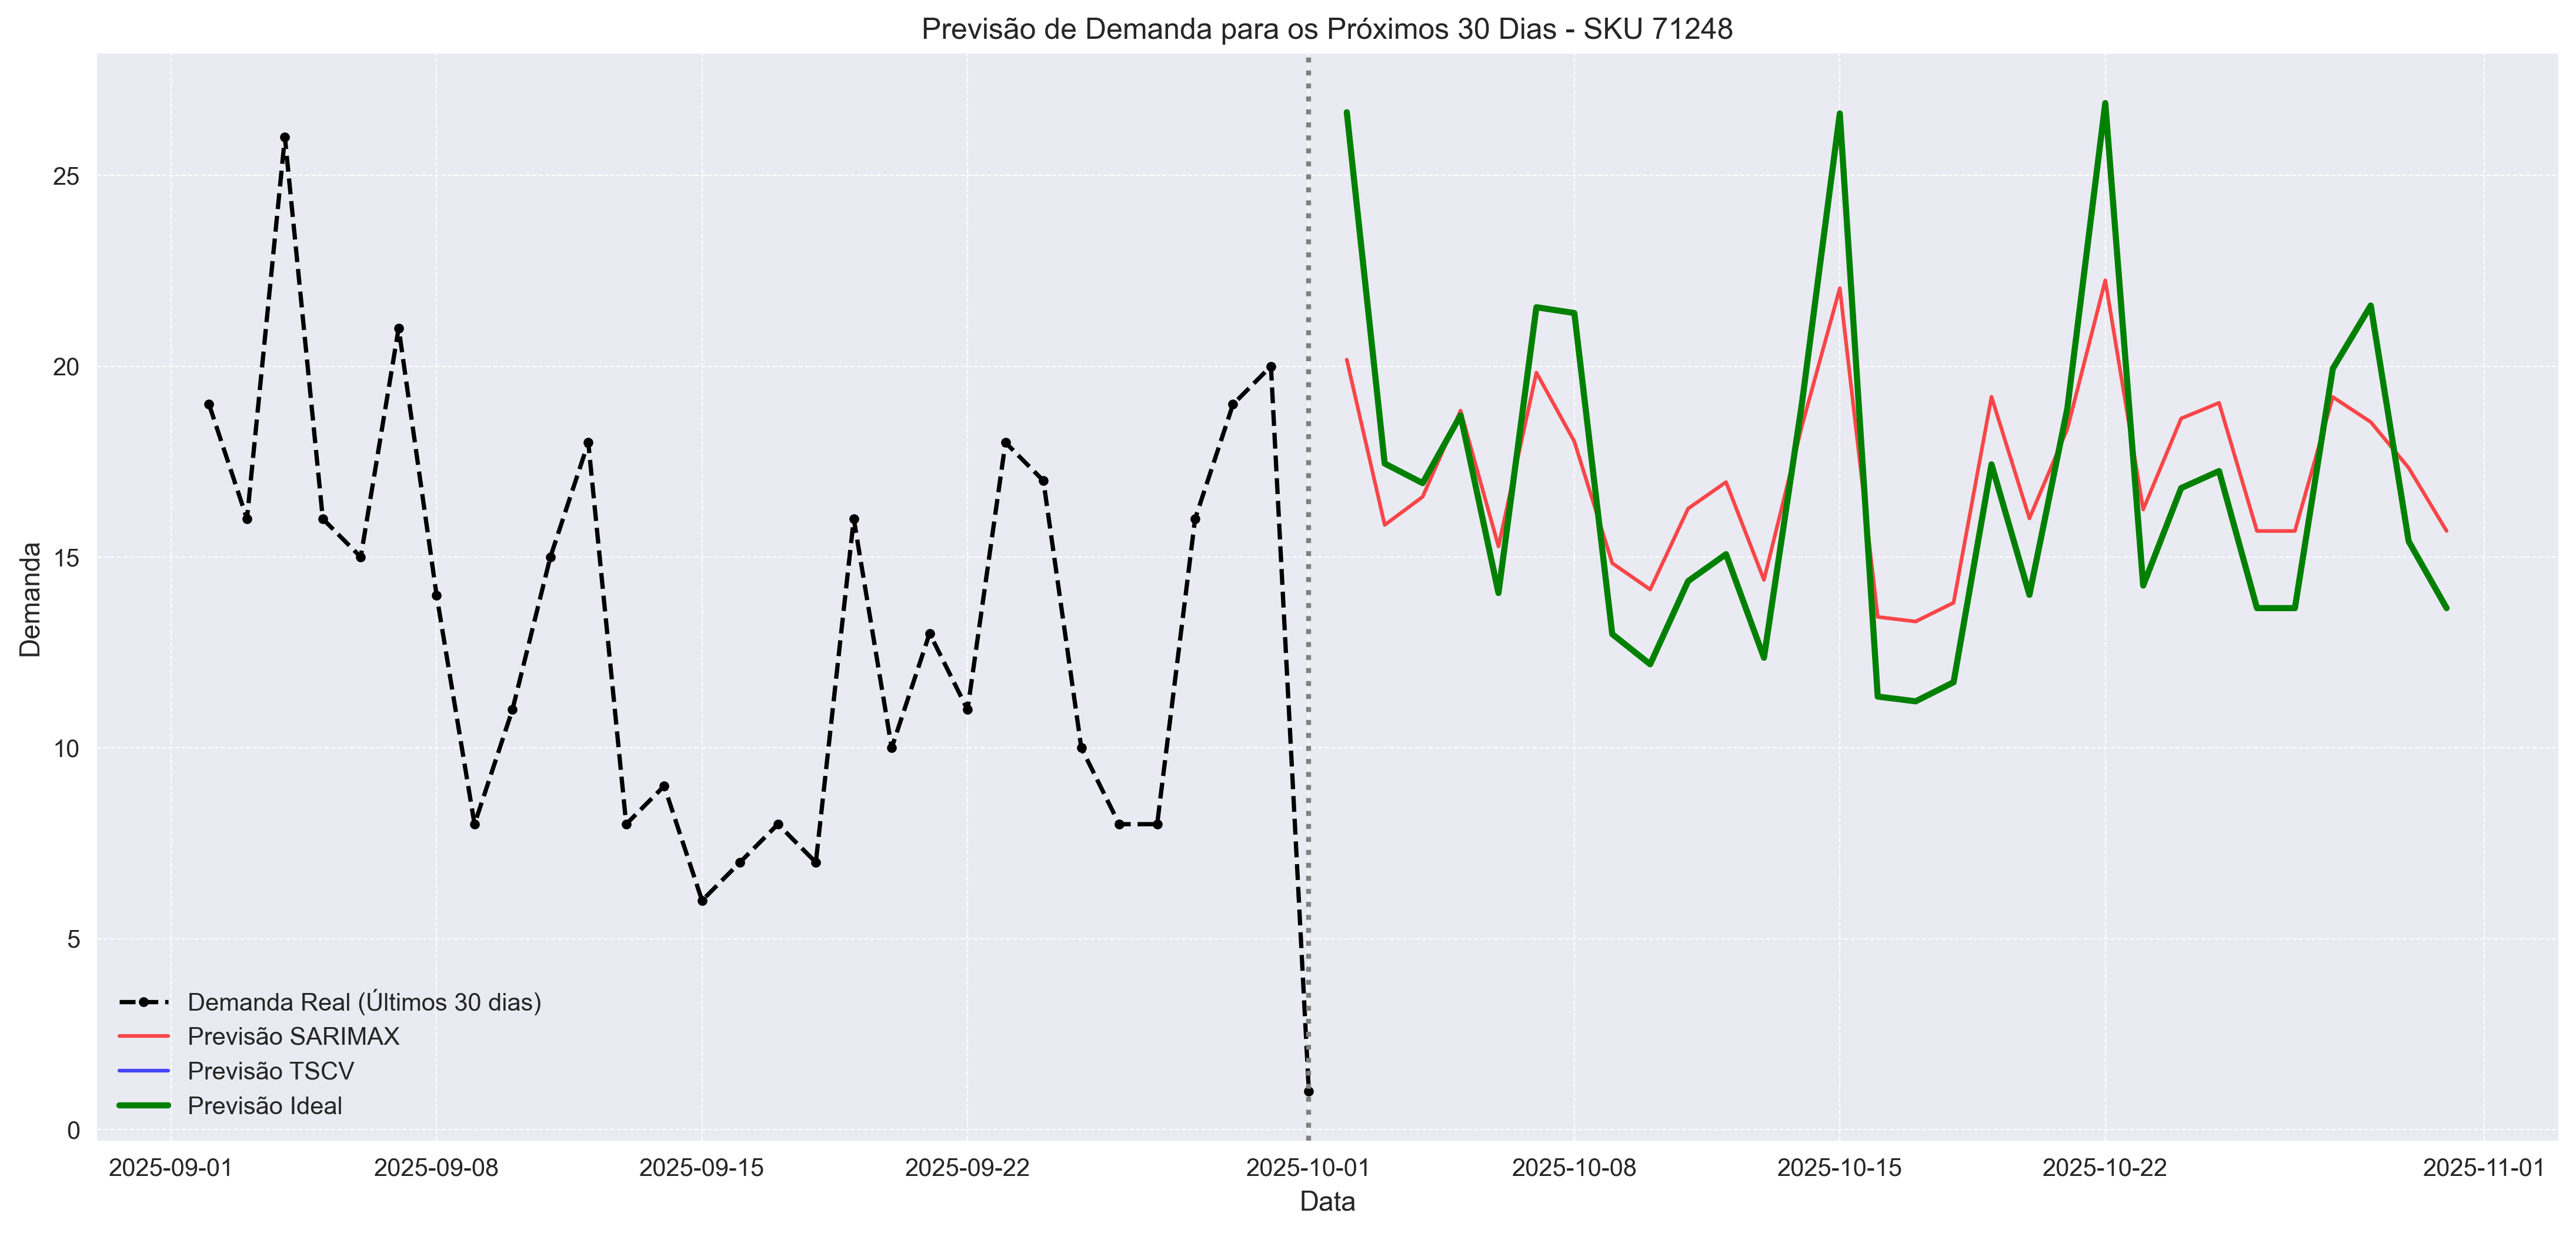 Previsão de Demanda para os Próximos 30 Dias - SKU 71248
Demanda
25
20
15
10
5
0
Demanda Real (Últimos 30 dias)
Previsão SARIMAX
Previsão TSCV
Previsão Ideal
2025-09-01 2025-09-08 2025-09-15 2025-09-22 2025-10-01 2025-10-08 2025-10-15 2025-10-22 2025-11-01
Data